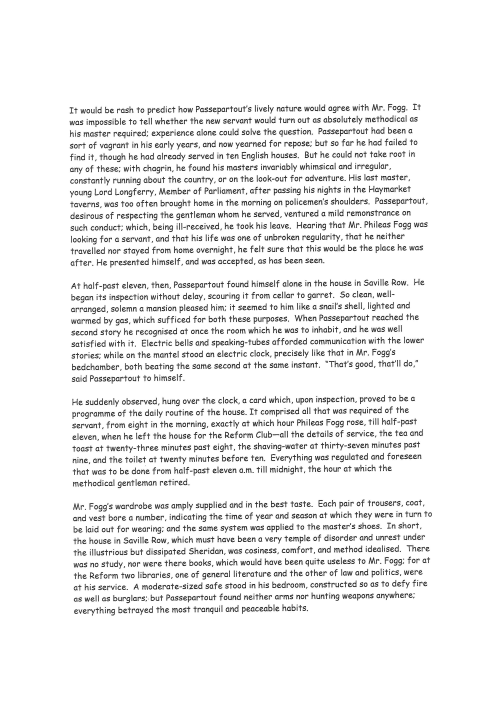 It would be rash to predict how Passepartout's lively nature would agree with Mr. Fogg.  It
was impossible to tell whether the new servant would turn out as absolutely methodical as
his master required; experience alone could solve the question.  Passepartout had been a
sort of vagrant in his early years, and now yearned for repose; but so far he had failed to
find it, though he had already served in ten English houses.  But he could not take root in
any of these; with chagrin, he found his masters invariably whimsical and irregular,
constantly running about the country, or on the look-out for adventure. His last master,
young Lord Longferry, Member of Parliament, after passing his nights in the Haymarket
taverns, was too often brought home in the morning on policemen's shoulders.  Passepartout,
desirous of respecting the gentleman whom he served, ventured a mild remonstrance on
such conduct; which, being ill-received, he took his leave.  Hearing that Mr. Phileas Fogg was
looking for a servant, and that his life was one of unbroken regularity, that he neither
travelled nor stayed from home overnight, he felt sure that this would be the place he was
after. He presented himself, and was accepted, as has been seen.

At half-past eleven, then, Passepartout found himself alone in the house in Saville Row.  He
began its inspection without delay, scouring it from cellar to garret.  So clean, well-
arranged, solemn a mansion pleased him; it seemed to him like a snail's shell, lighted and
warmed by gas, which sufficed for both these purposes.  When Passepartout reached the
second story he recognised at once the room which he was to inhabit, and he was well
satisfied with it.  Electric bells and speaking-tubes afforded communication with the lower
stories; while on the mantel stood an electric clock, precisely like that in Mr. Fogg's
bedchamber, both beating the same second at the same instant.  "That's good, that'll do,"
said Passepartout to himself.

He suddenly observed, hung over the clock, a card which, upon inspection, proved to be a
programme of the daily routine of the house. It comprised all that was required of the
servant, from eight in the morning, exactly at which hour Phileas Fogg rose, till half-past
eleven, when he left the house for the Reform Club—all the details of service, the tea and
toast at twenty-three minutes past eight, the shaving-water at thirty-seven minutes past
nine, and the toilet at twenty minutes before ten.  Everything was regulated and foreseen
that was to be done from half-past eleven a.m. till midnight, the hour at which the
methodical gentleman retired.

Mr. Fogg's wardrobe was amply supplied and in the best taste.  Each pair of trousers, coat,
and vest bore a number, indicating the time of year and season at which they were in turn to
be laid out for wearing; and the same system was applied to the master's shoes.  In short,
the house in Saville Row, which must have been a very temple of disorder and unrest under
the illustrious but dissipated Sheridan, was cosiness, comfort, and method idealised.  There
was no study, nor were there books, which would have been quite useless to Mr. Fogg; for at
the Reform two libraries, one of general literature and the other of law and politics, were
at his service.  A moderate-sized safe stood in his bedroom, constructed so as to defy fire
as well as burglars; but Passepartout found neither arms nor hunting weapons anywhere;
everything betrayed the most tranquil and peaceable habits.